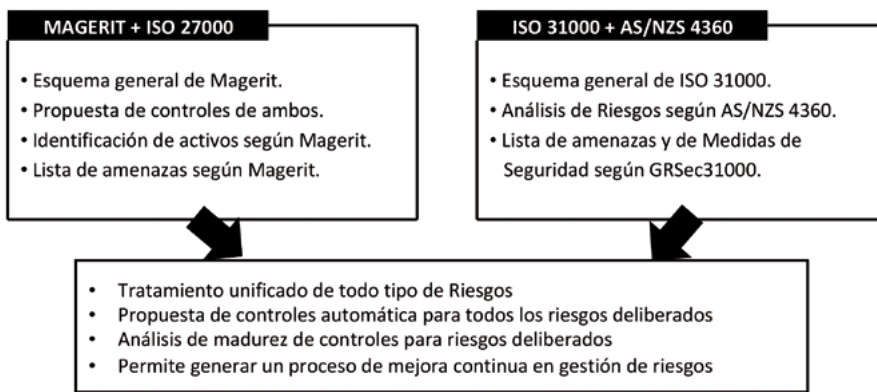 MAGERIT + ISO 27000
• Esquema general de Magerit.
• Propuesta de controles de ambos.
• Identificación de activos según Magerit.
• Lista de amenazas según Magerit.
ISO 31000 + AS/NZS 4360
• Esquema general de ISO 31000.
• Análisis de Riesgos según AS/NZS 4360.
• Lista de amenazas y de Medidas de
Seguridad según GRSec31000.
• Tratamiento unificado de todo tipo de Riesgos
• Propuesta de controles automática para todos los riesgos deliberados
• Análisis de madurez de controles para riesgos deliberados
• Permite generar un proceso de mejora continua en gestión de riesgos